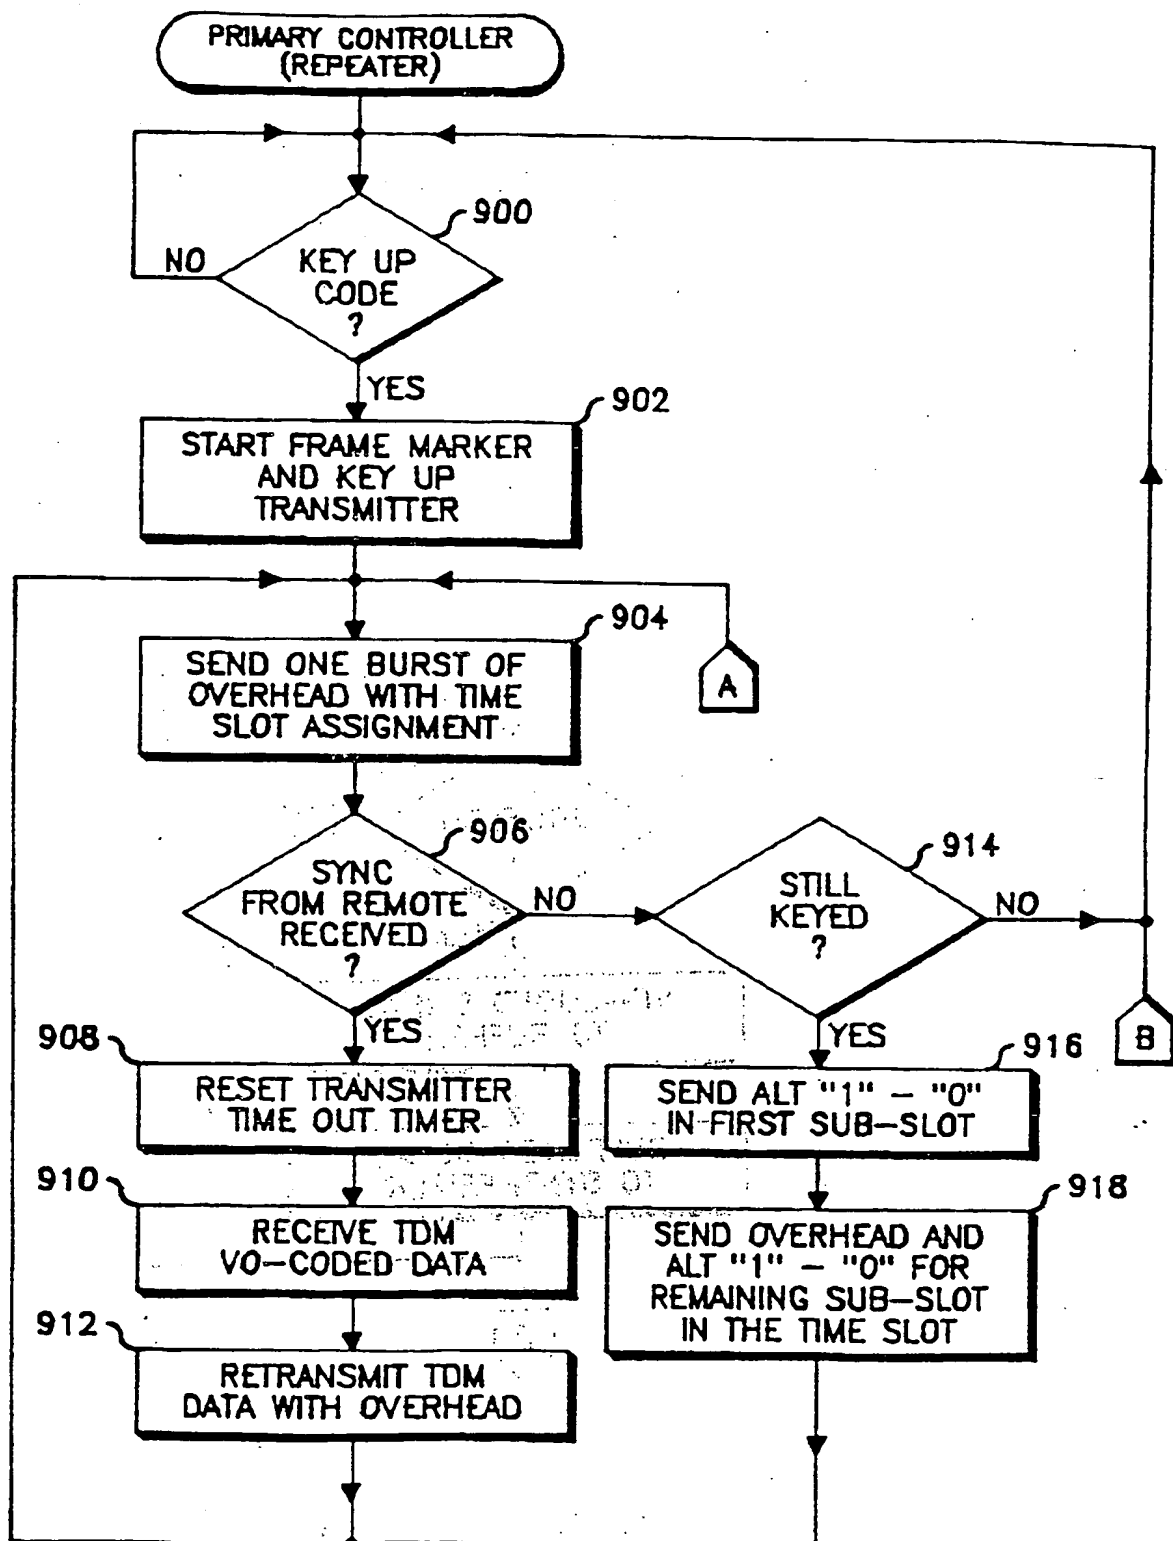 PRIMARY CONTROLLER
(REPEATER)
900
NO
KEY UP
CODE
?
YES
902
START FRAME MARKER
AND KEY UP
TRANSMITTER
904
SEND ONE BURST OF
OVERHEAD WITH TIME
SLOT ASSIGNMENT
A
906
SYNC
FROM REMOTE
RECEIVED
?
NO
914
STILL
KEYED
?
NO
YES
YES
B
908
RESET TRANSMITTER
TIME OUT TIMER
916
SEND ALT "1" - "0"
IN FIRST SUB-SLOT
910
RECEIVE TDM
VO-CODED DATA
918
SEND OVERHEAD AND
ALT "1" - "0" FOR
REMAINING SUB-SLOT
IN THE TIME SLOT
912
RETRANSMIT TDM
DATA WITH OVERHEAD